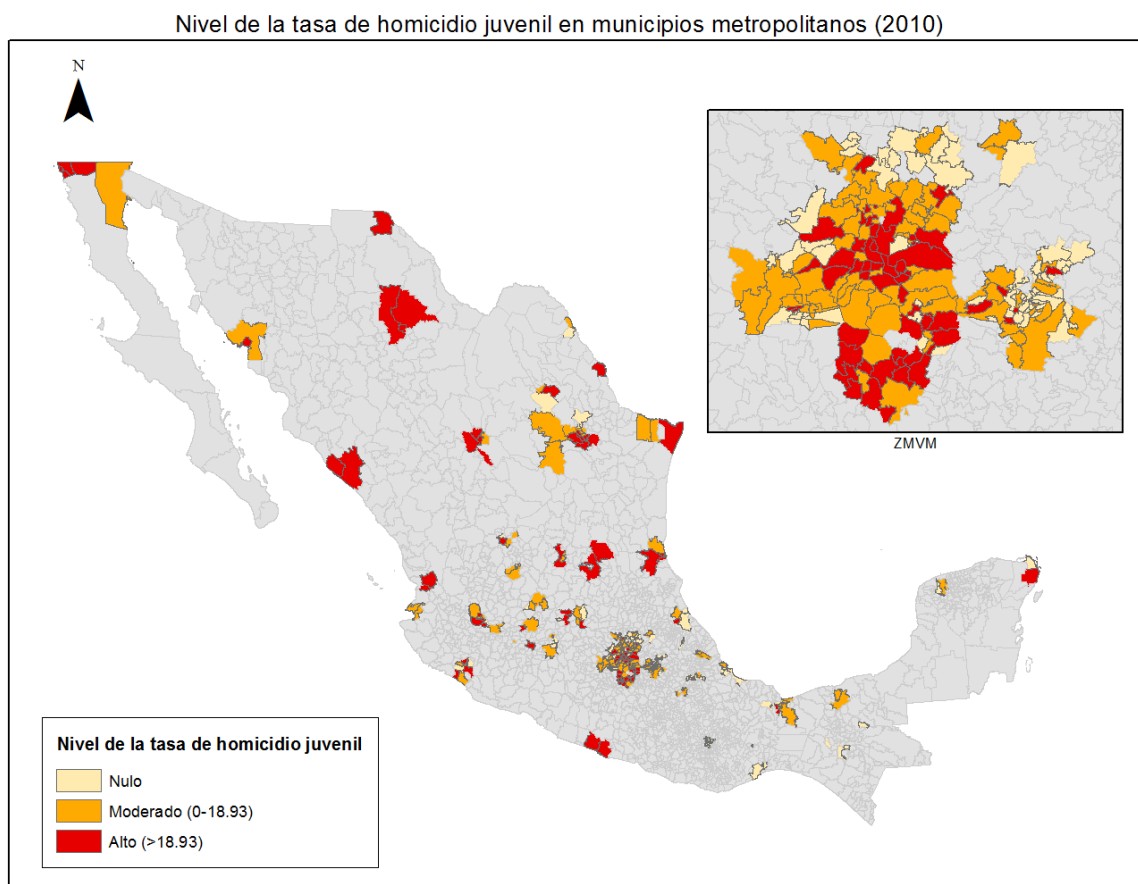 Nivel de la tasa de homicidio juvenil en municipios metropolitanos (2010)
N
ZMVM
Nivel de la tasa de homicidio juvenil
Nulo
Moderado (0-18.93)
Alto (>18.93)